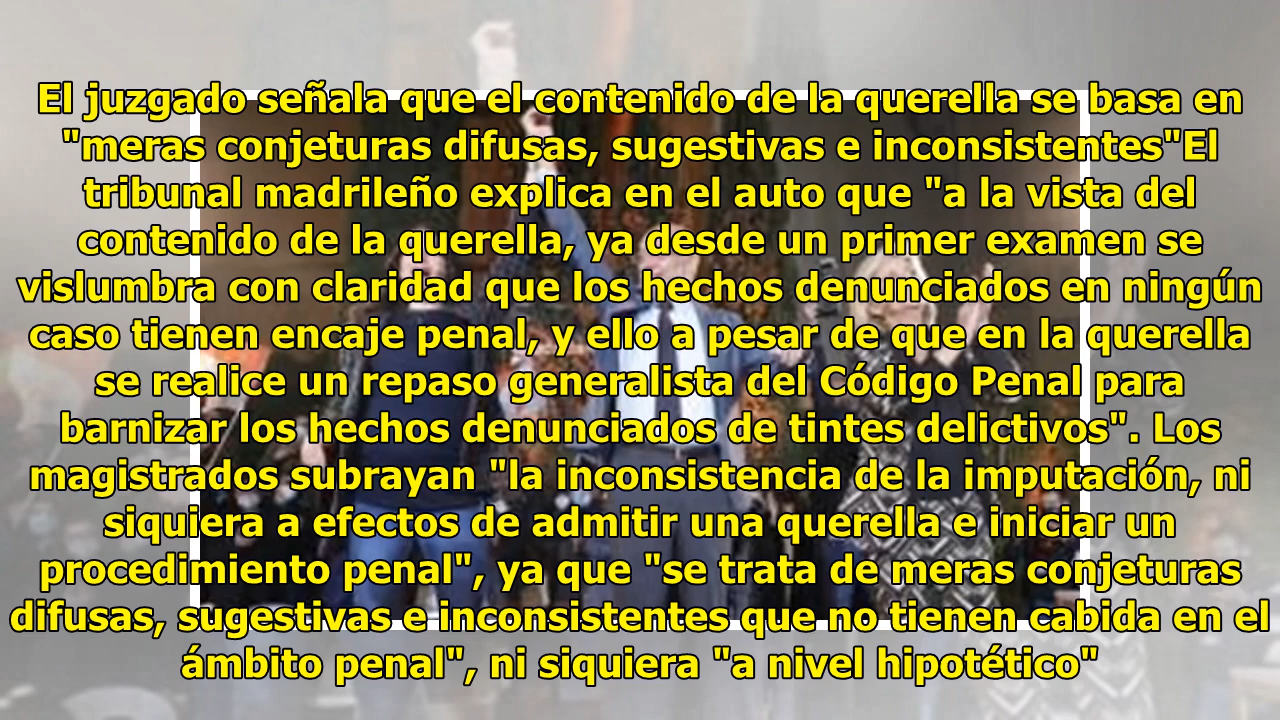 El juzgado señala que el contenido de la querella se basa en
"meras conjeturas difusas, sugestivas e inconsistentes"El
tribunal madrileño explica en el auto que "a la vista del
contenido de la querella, ya desde un primer examen se
vislumbra con claridad que los hechos denunciados en ningún
caso tienen encaje penal, y ello a pesar de que en la querella
se realice un repaso generalista del Código Penal para
barnizar los hechos denunciados de tintes delictivos". Los
magistrados subrayan "la inconsistencia de la imputación, ni
siquiera a efectos de admitir una querella e iniciar un
procedimiento penal", ya que "se trata de meras conjeturas
difusas, sugestivas e inconsistentes que no tienen cabida en el
ámbito penal", ni siquiera "a nivel hipotético"